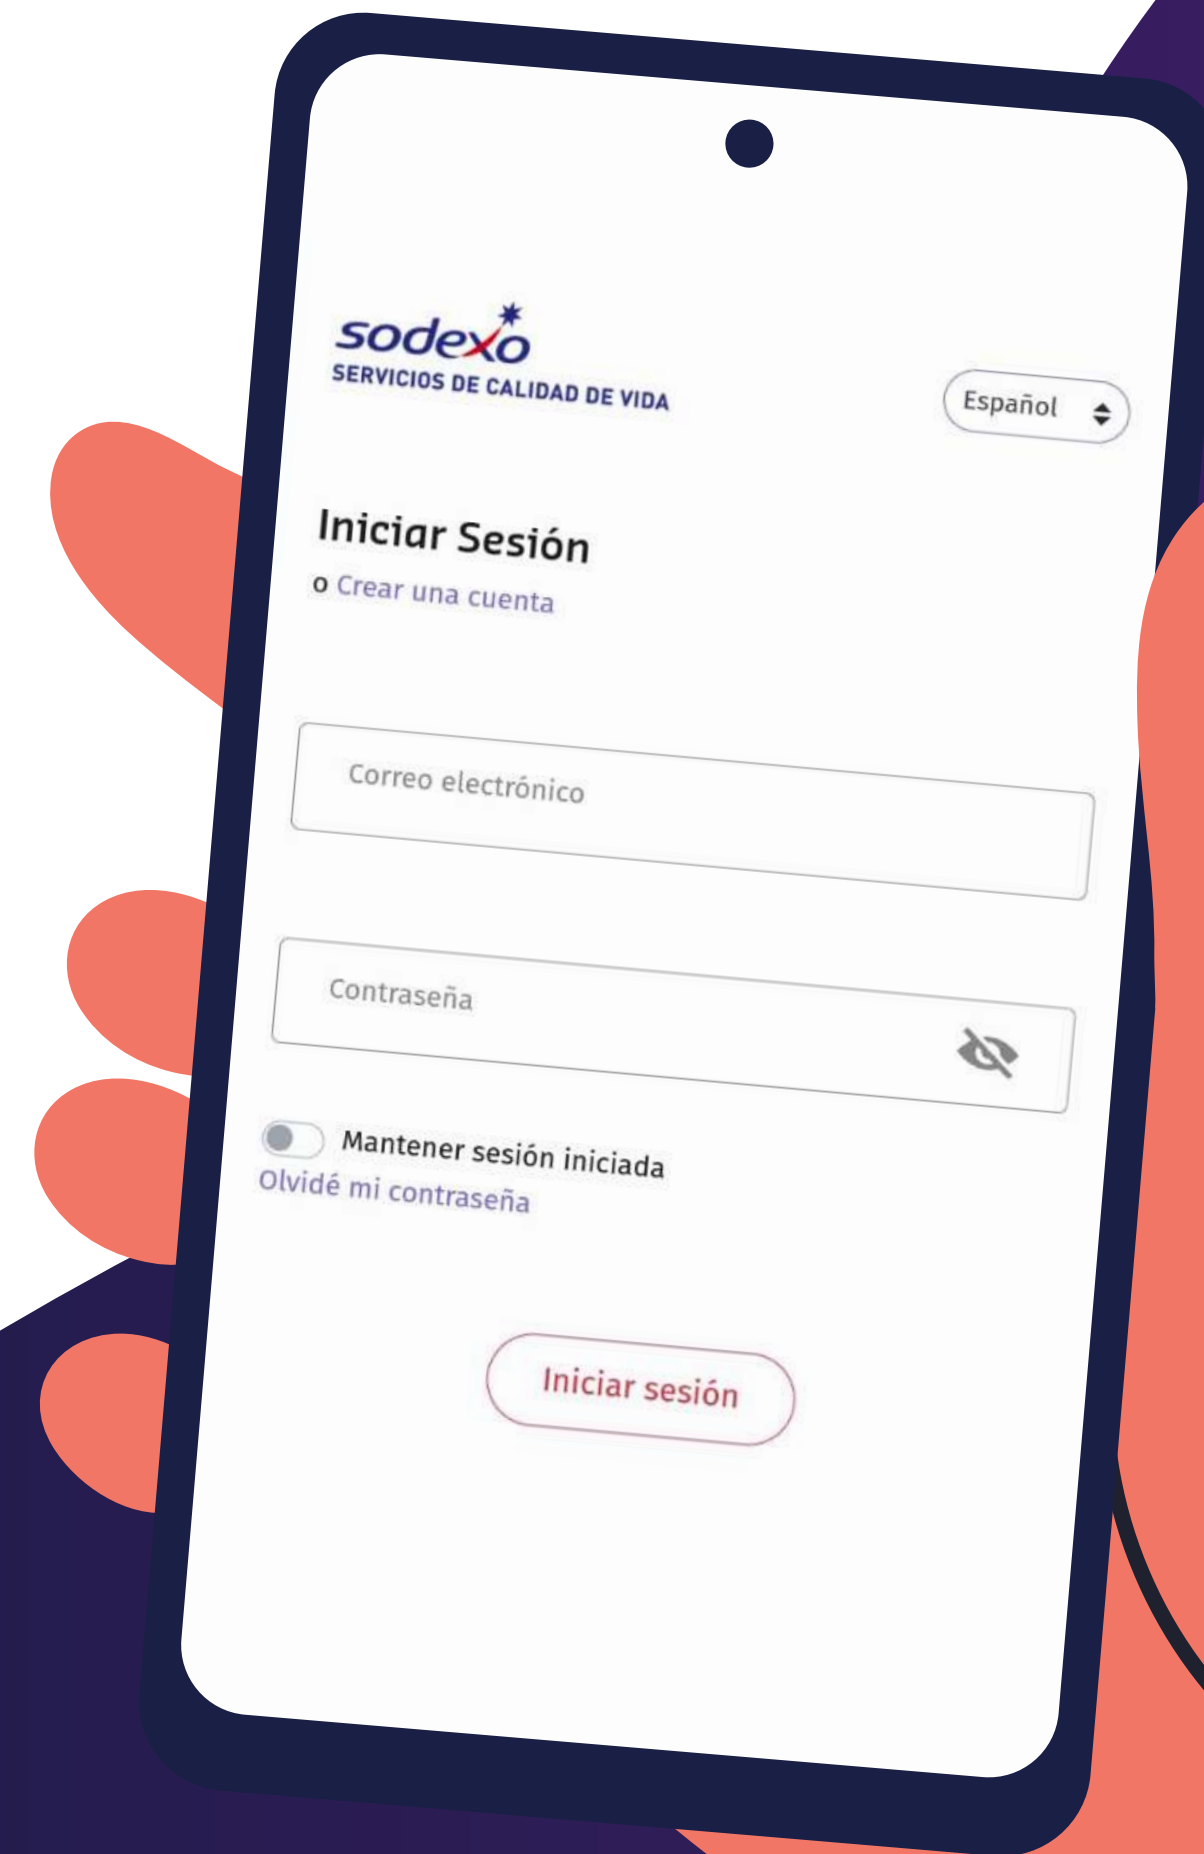 sodexo
SERVICIOS DE CALIDAD DE VIDA
Español
Iniciar Sesión
o Crear una cuenta
Correo electrónico
Contraseña
Mantener sesión iniciada
Olvidé mi contraseña
Iniciar sesión